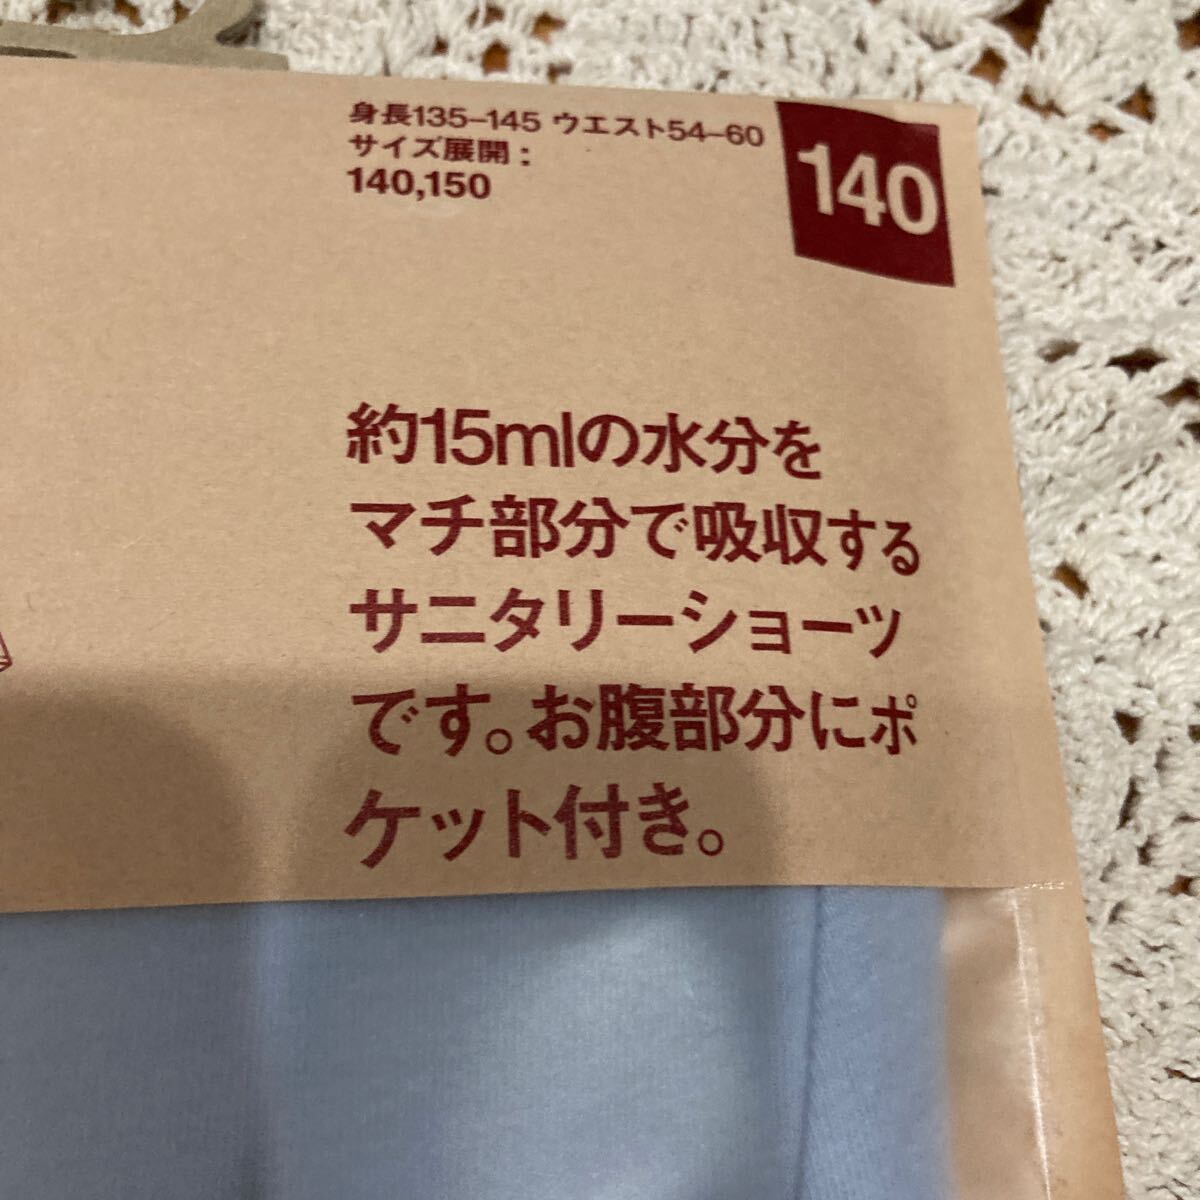 身長135–145 ウエスト54–60
サイズ展開：
140,150
140
約15mlの水分を
マチ部分で吸収する
サニタリーショーツ
です。お腹部分にポ
ケット付き。